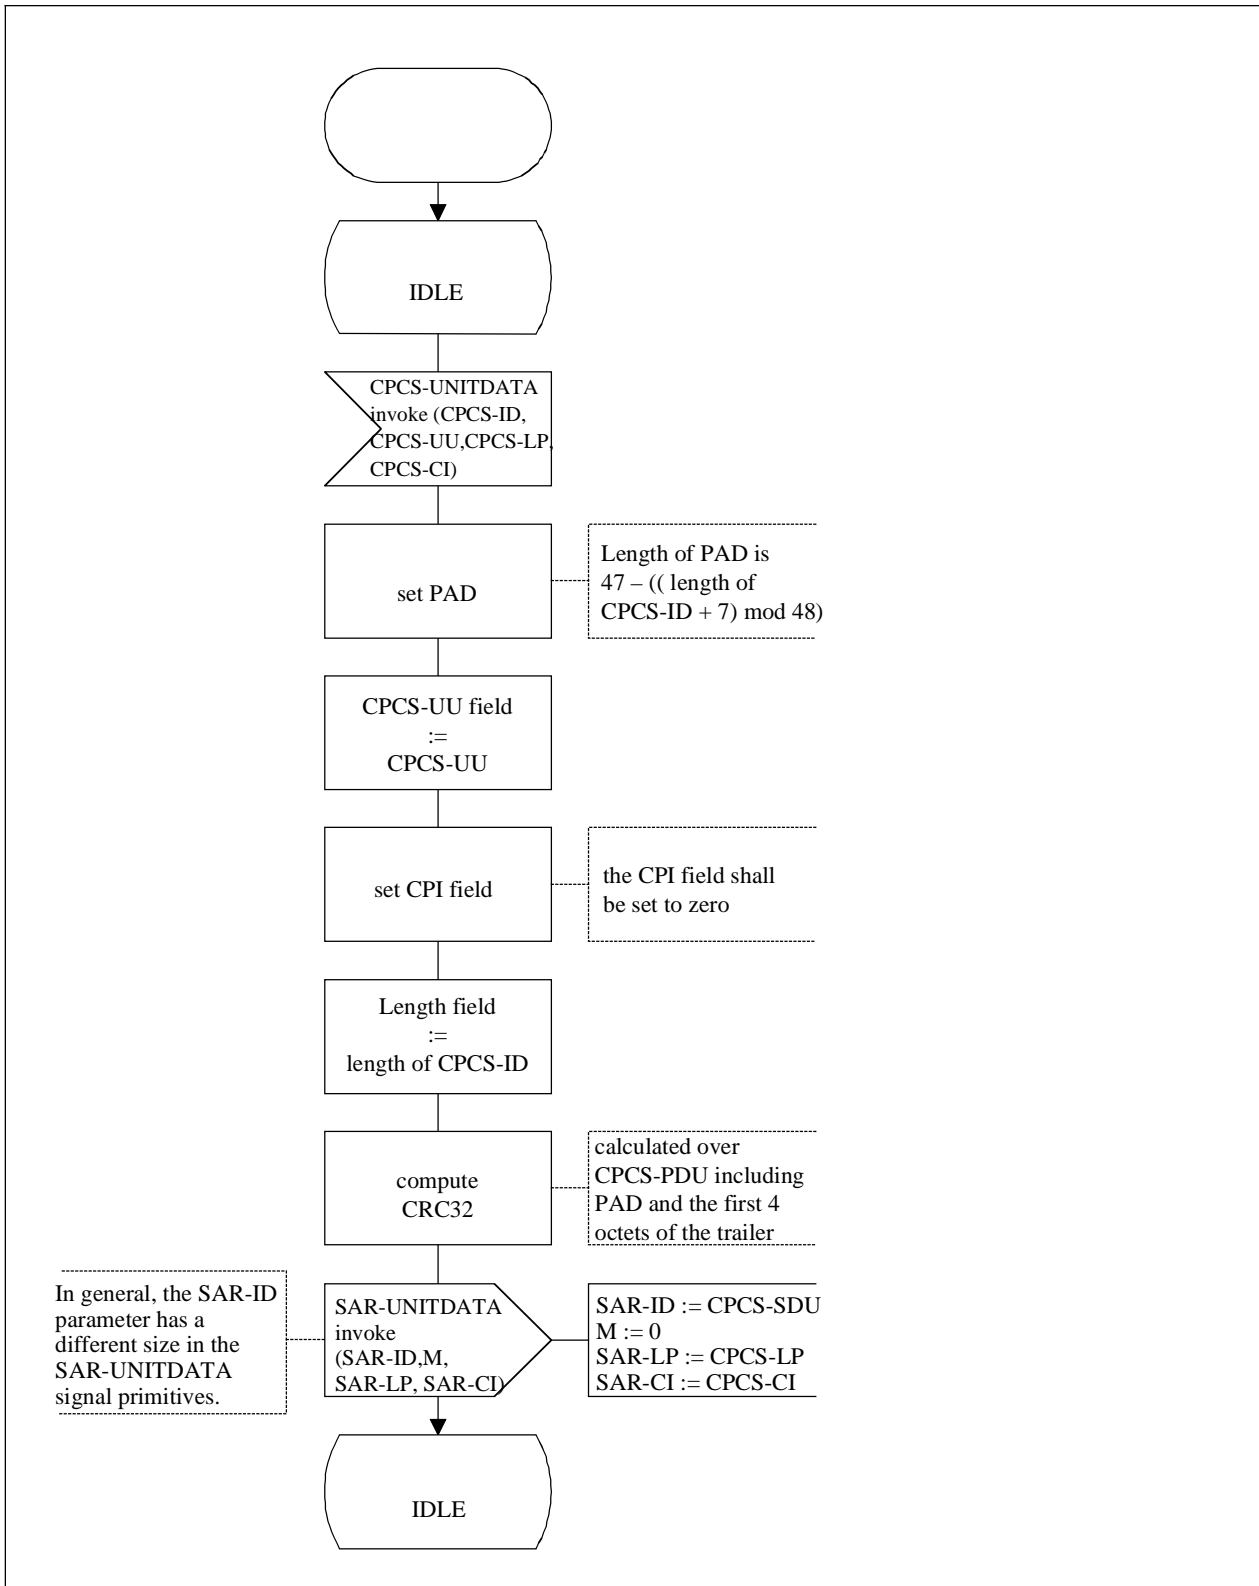 IDLE
CPCS-UNITDATA
invoke (CPCS-ID,
CPCS-UU,CPCS-LP,
CPCS-CI)
set PAD
Length of PAD is
47 – (( length of
CPCS-ID + 7) mod 48)
CPCS-UU field
:=
CPCS-UU
set CPI field
the CPI field shall
be set to zero
Length field
:=
length of CPCS-ID
compute
CRC32
calculated over
CPCS-PDU including
PAD and the first 4
octets of the trailer
In general, the SAR-ID
parameter has a
different size in the
SAR-UNITDATA
signal primitives.
SAR-UNITDATA
invoke
(SAR-ID,M,
SAR-LP, SAR-CI)
SAR-ID := CPCS-SDU
M := 0
SAR-LP := CPCS-LP
SAR-CI := CPCS-CI
IDLE